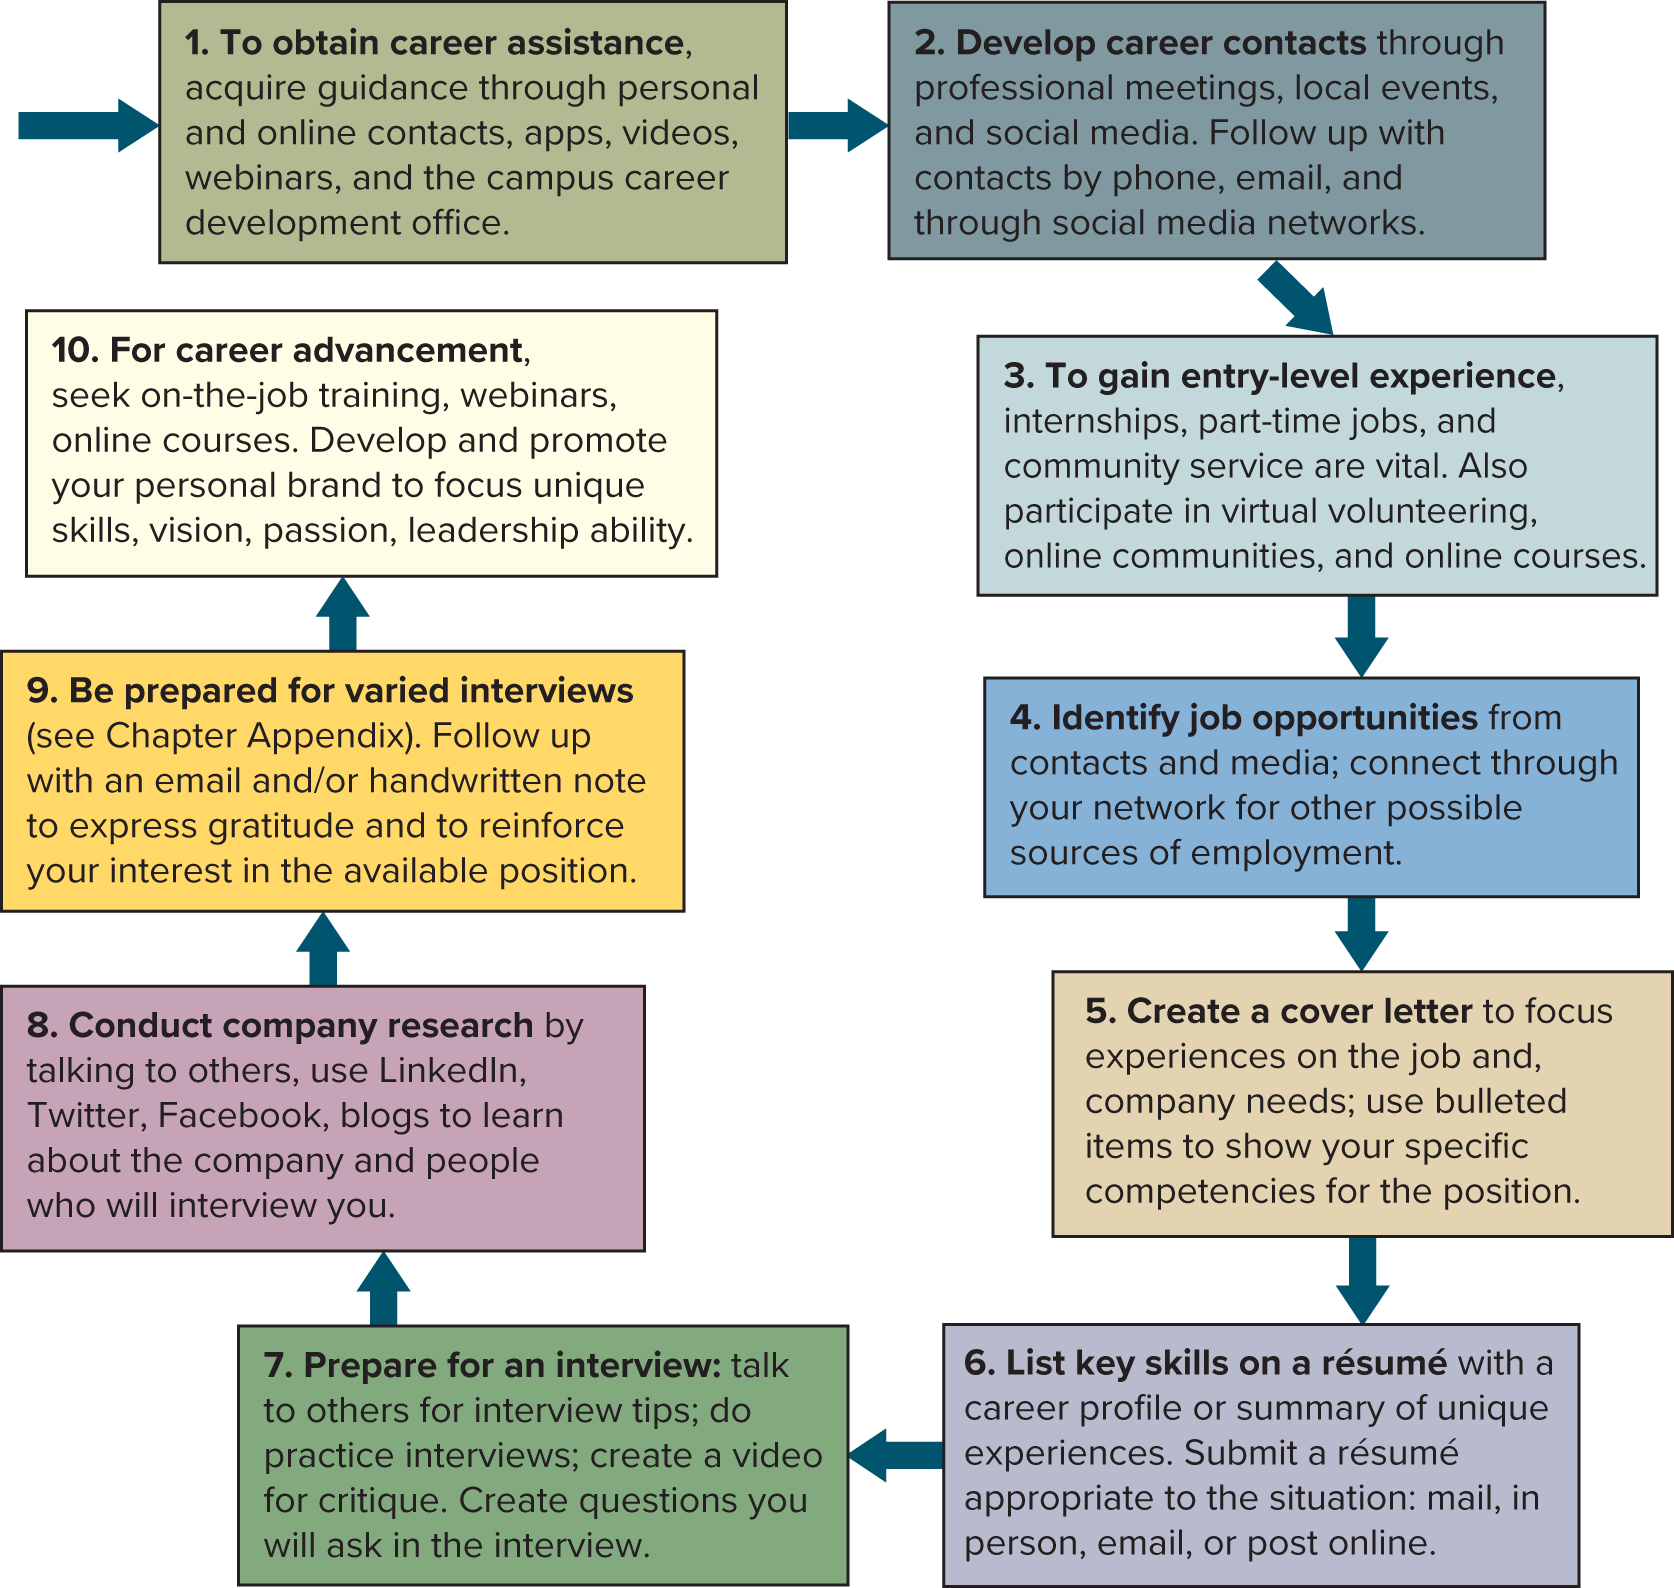 1. To obtain career assistance,
acquire guidance through personal
and online contacts, apps, videos,
webinars, and the campus career
development office.
2. Develop career contacts through
professional meetings, local events,
and social media. Follow up with
contacts by phone, email, and
through social media networks.
3. To gain entry-level experience,
internships, part-time jobs, and
community service are vital. Also
participate in virtual volunteering,
online communities, and online courses.
4. Identify job opportunities from
contacts and media; connect through
your network for other possible
sources of employment.
5. Create a cover letter to focus
experiences on the job and,
company needs; use bulleted
items to show your specific
competencies for the position.
6. List key skills on a résumé with a
career profile or summary of unique
experiences. Submit a résumé
appropriate to the situation: mail, in
person, email, or post online.
7. Prepare for an interview: talk
to others for interview tips; do
practice interviews; create a video
for critique. Create questions you
will ask in the interview.
8. Conduct company research by
talking to others, use LinkedIn,
Twitter, Facebook, blogs to learn
about the company and people
who will interview you.
9. Be prepared for varied interviews
(see Chapter Appendix). Follow up
with an email and/or handwritten note
to express gratitude and to reinforce
your interest in the available position.
10. For career advancement,
seek on-the-job training, webinars,
online courses. Develop and promote
your personal brand to focus unique
skills, vision, passion, leadership ability.